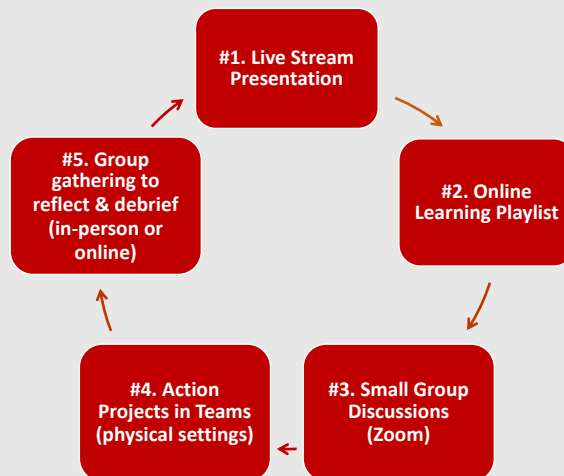 #1. Live Stream
Presentation
#2. Online
Learning Playlist
#3. Small Group
Discussions
(Zoom)
#4. Action
Projects in Teams
(physical settings)
#5. Group
gathering to
reflect & debrief
(in-person or
online)